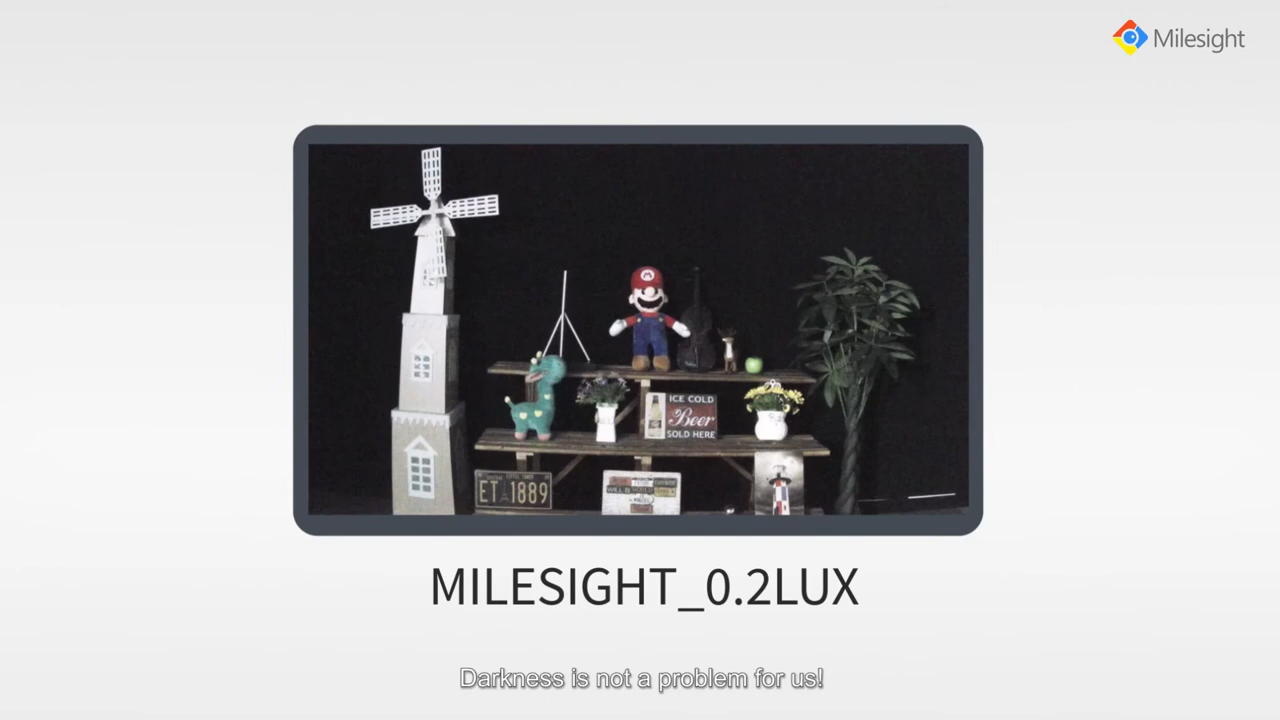 Milesight
M
ICE COLD
Beer
SOLD HERE
ET 1889
MILESIGHT_0.2LUX
Darkness is not a problem for us!